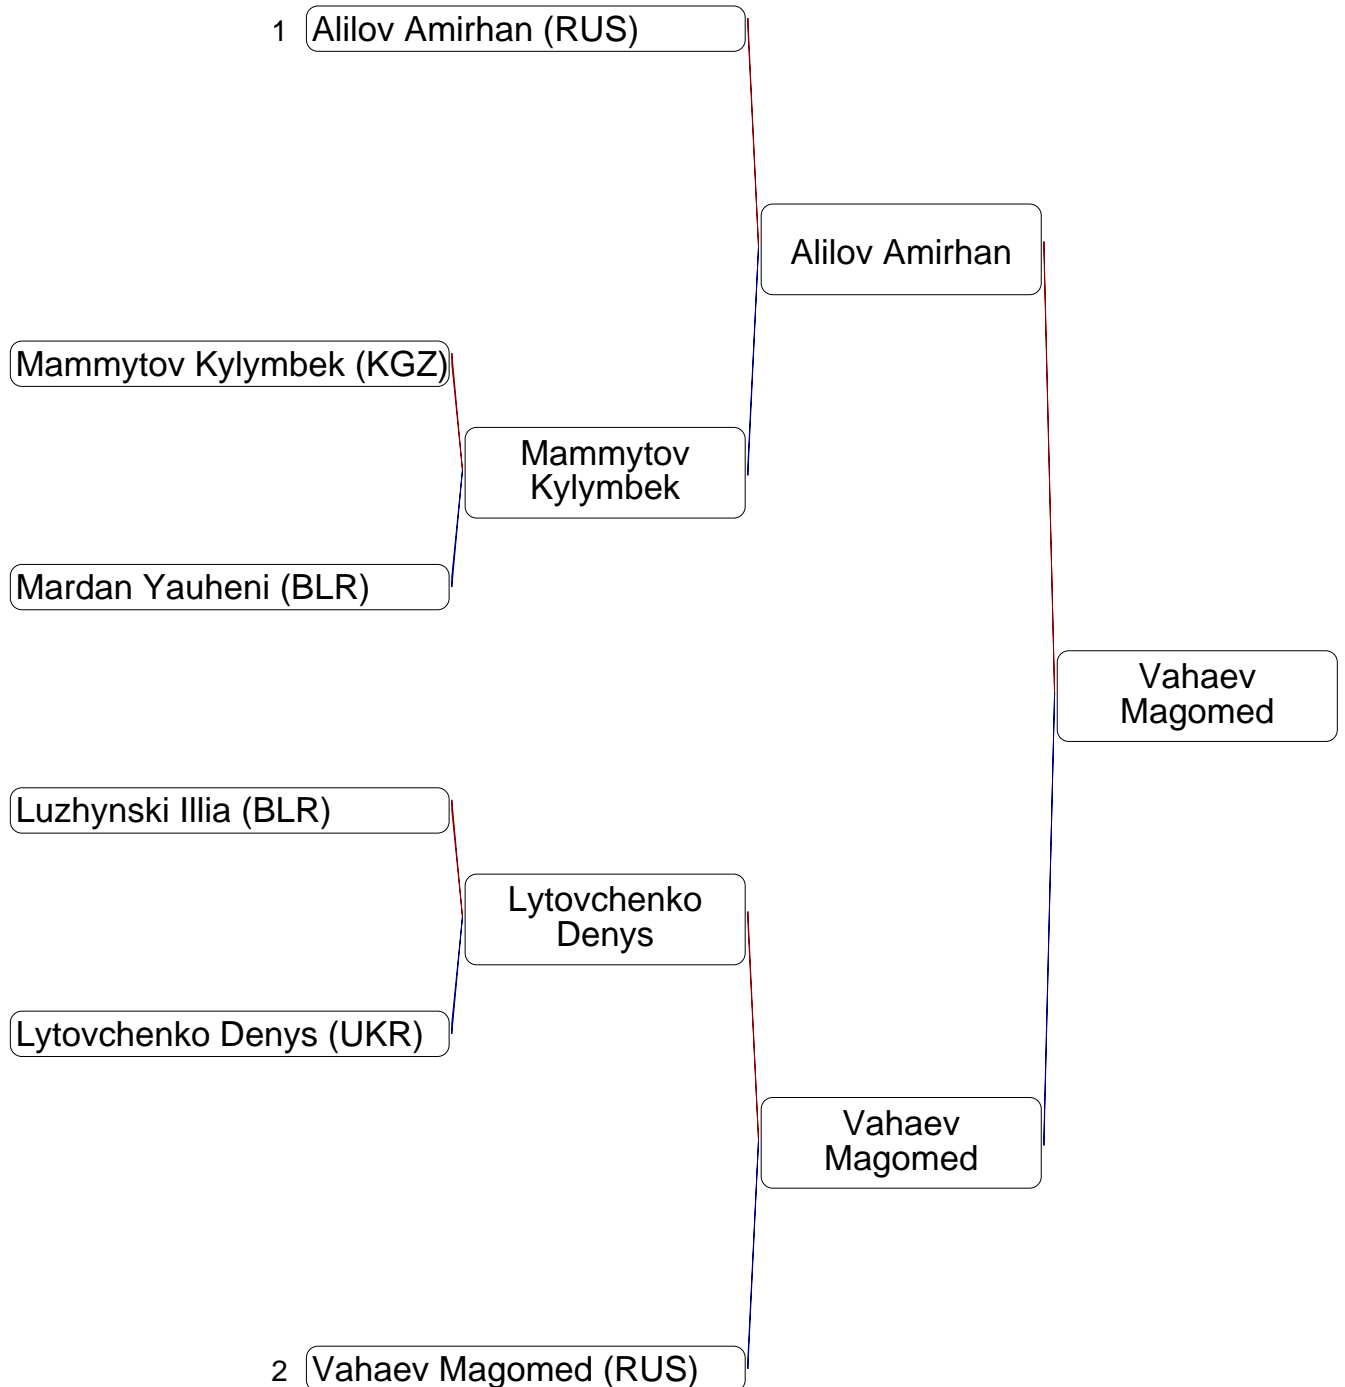 1 Alilov Amirhan (RUS)
Alilov Amirhan
Mammytov Kylymbek (KGZ)
Mammytov
Kylymbek
Mardan Yauheni (BLR)
Vahaev
Magomed
Luzhynski Illia (BLR)
Lytovchenko
Denys
Lytovchenko Denys (UKR)
Vahaev
Magomed
2 Vahaev Magomed (RUS)